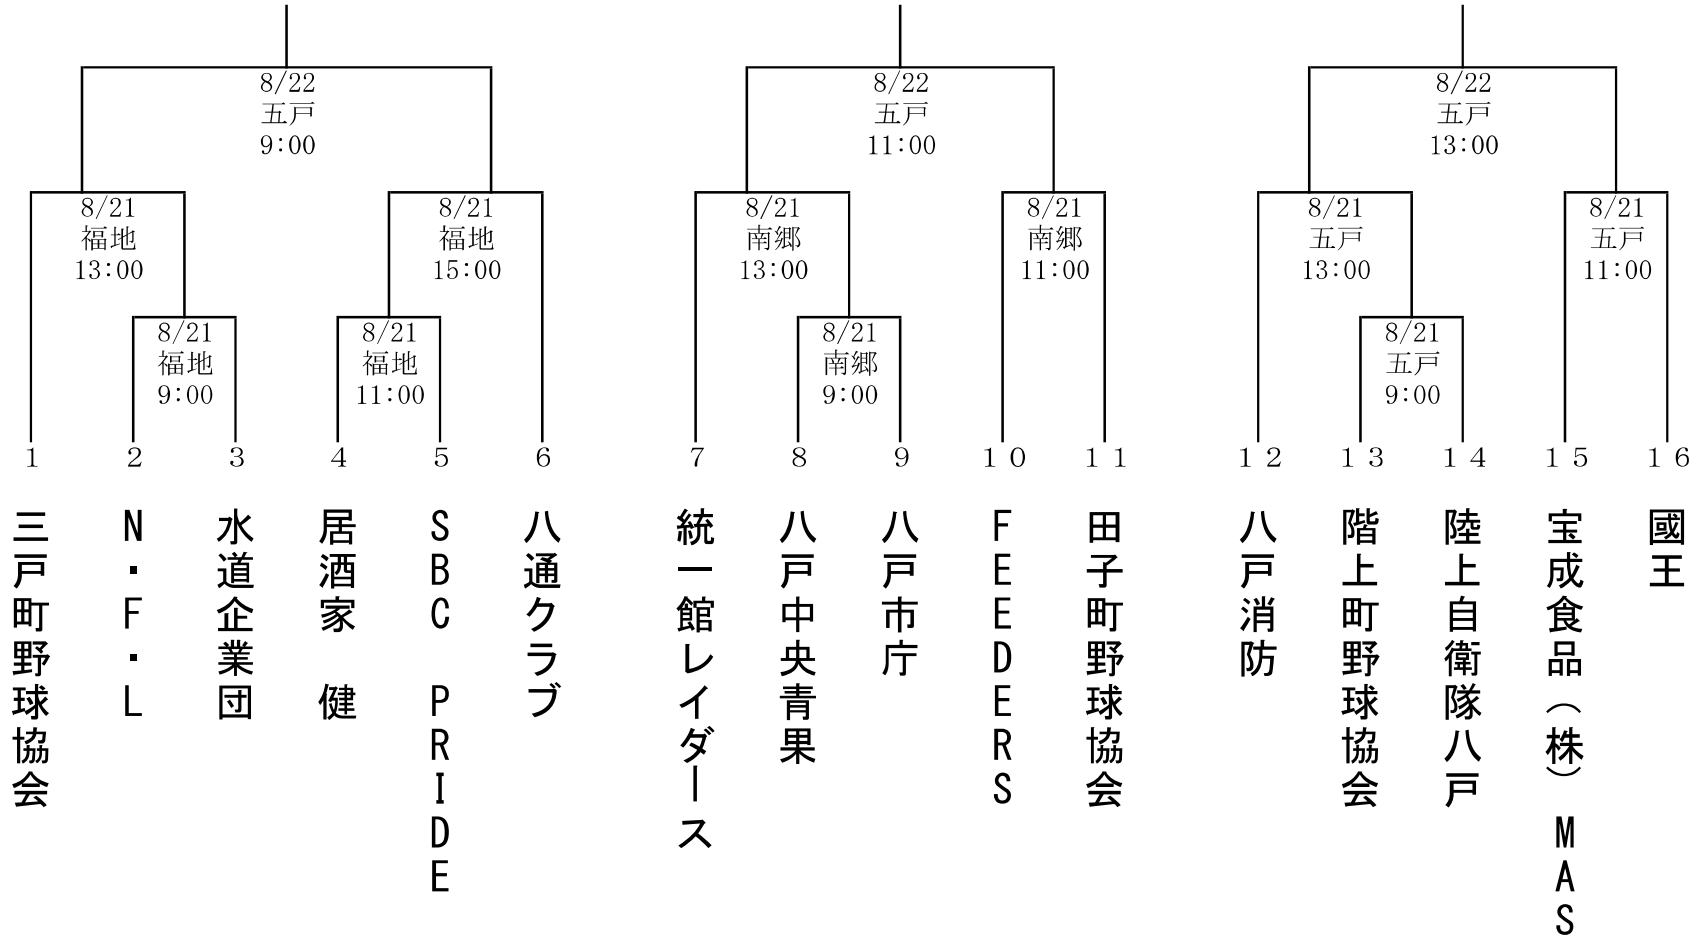 8/22
五戸
9:00
8/22
五戸
11:00
8/22
五戸
13:00
8/21
福地
13:00
8/21
福地
15:00
8/21
南郷
13:00
8/21
南郷
11:00
8/21
五戸
13:00
8/21
五戸
11:00
8/21
福地
9:00
8/21
福地
11:00
8/21
南郷
9:00
8/21
五戸
9:00
１
２
３
４
５
６
７
８
９
１０
１１
１２
１３
１４
１５
１６
三戸町野球協会
N・F・L
水道企業団
居酒家　健
SBC　PRIDE
八通クラブ
統一館レイダース
八戸中央青果
八戸市庁
FEEDERS
田子町野球協会
八戸消防
階上町野球協会
陸上自衛隊八戸
宝成食品（株）MAS
國王